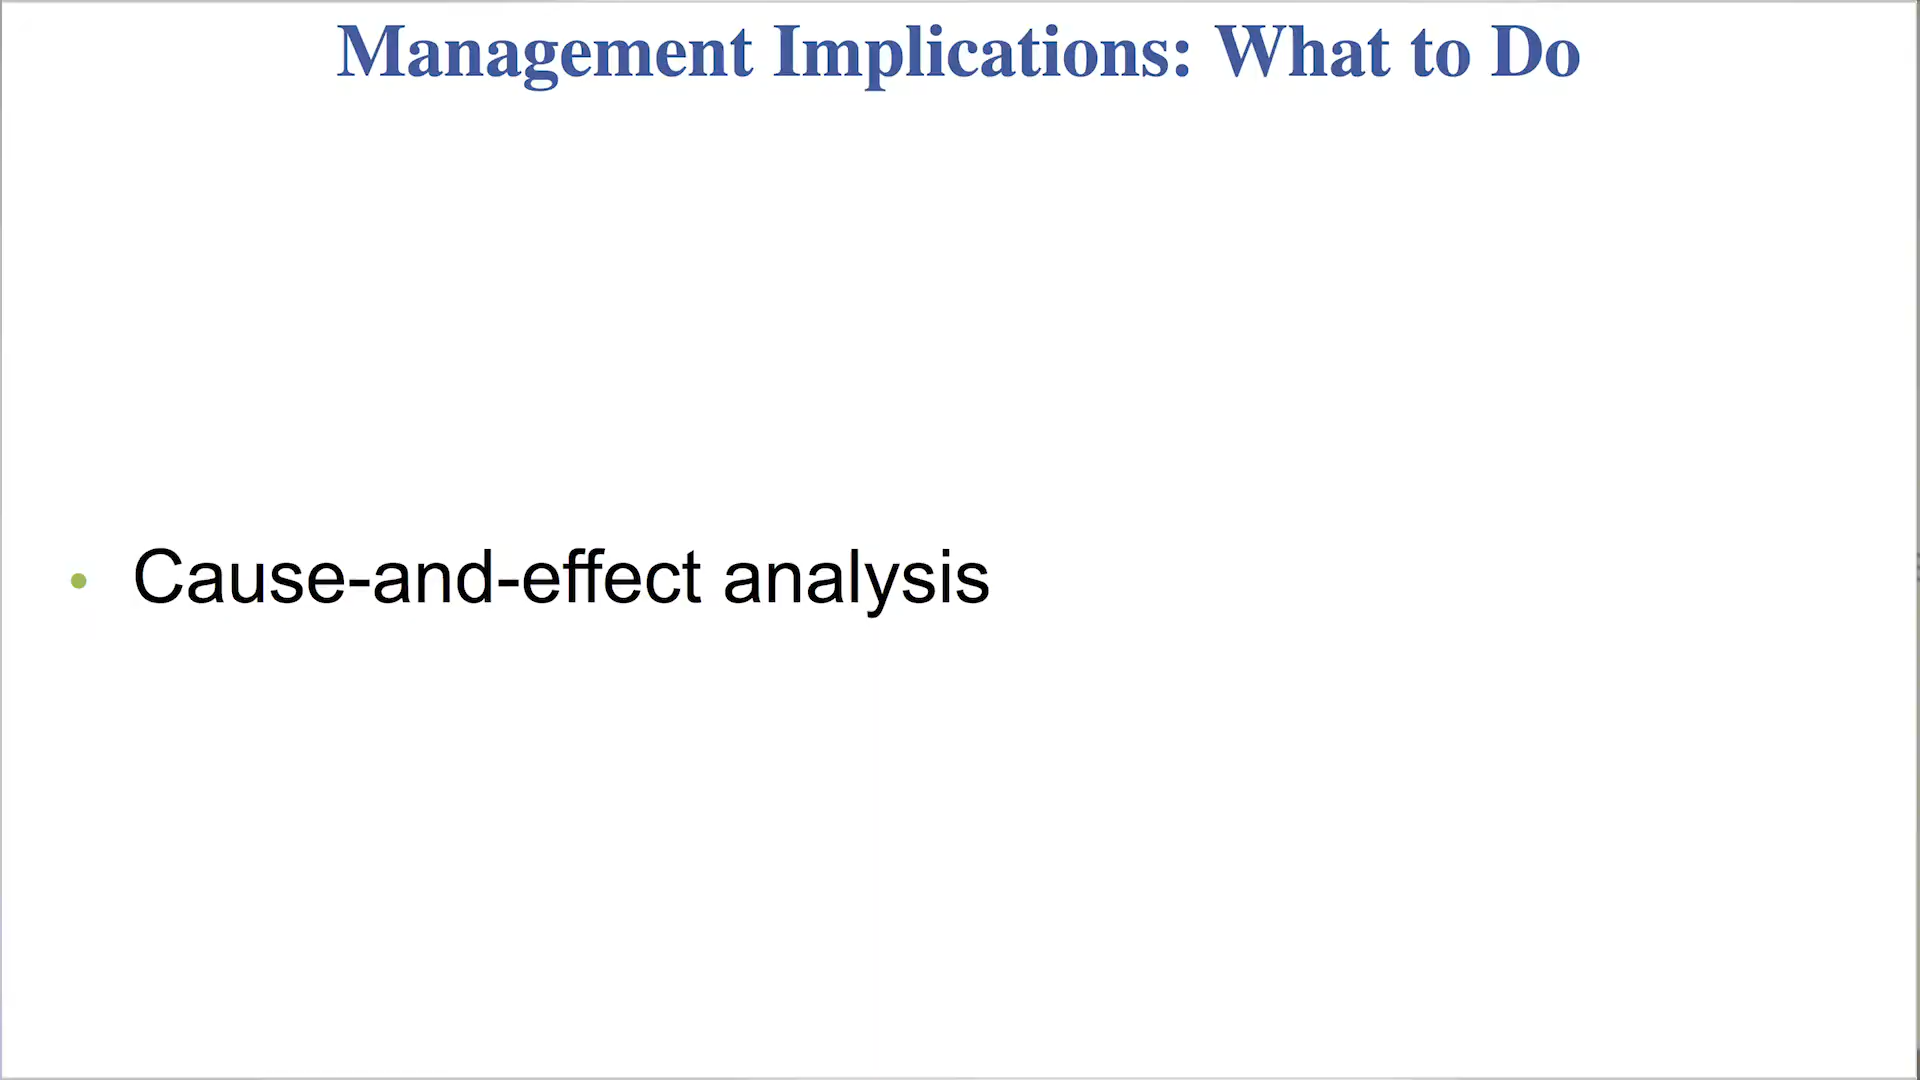 Management Implications: What to Do
• Cause-and-effect analysis